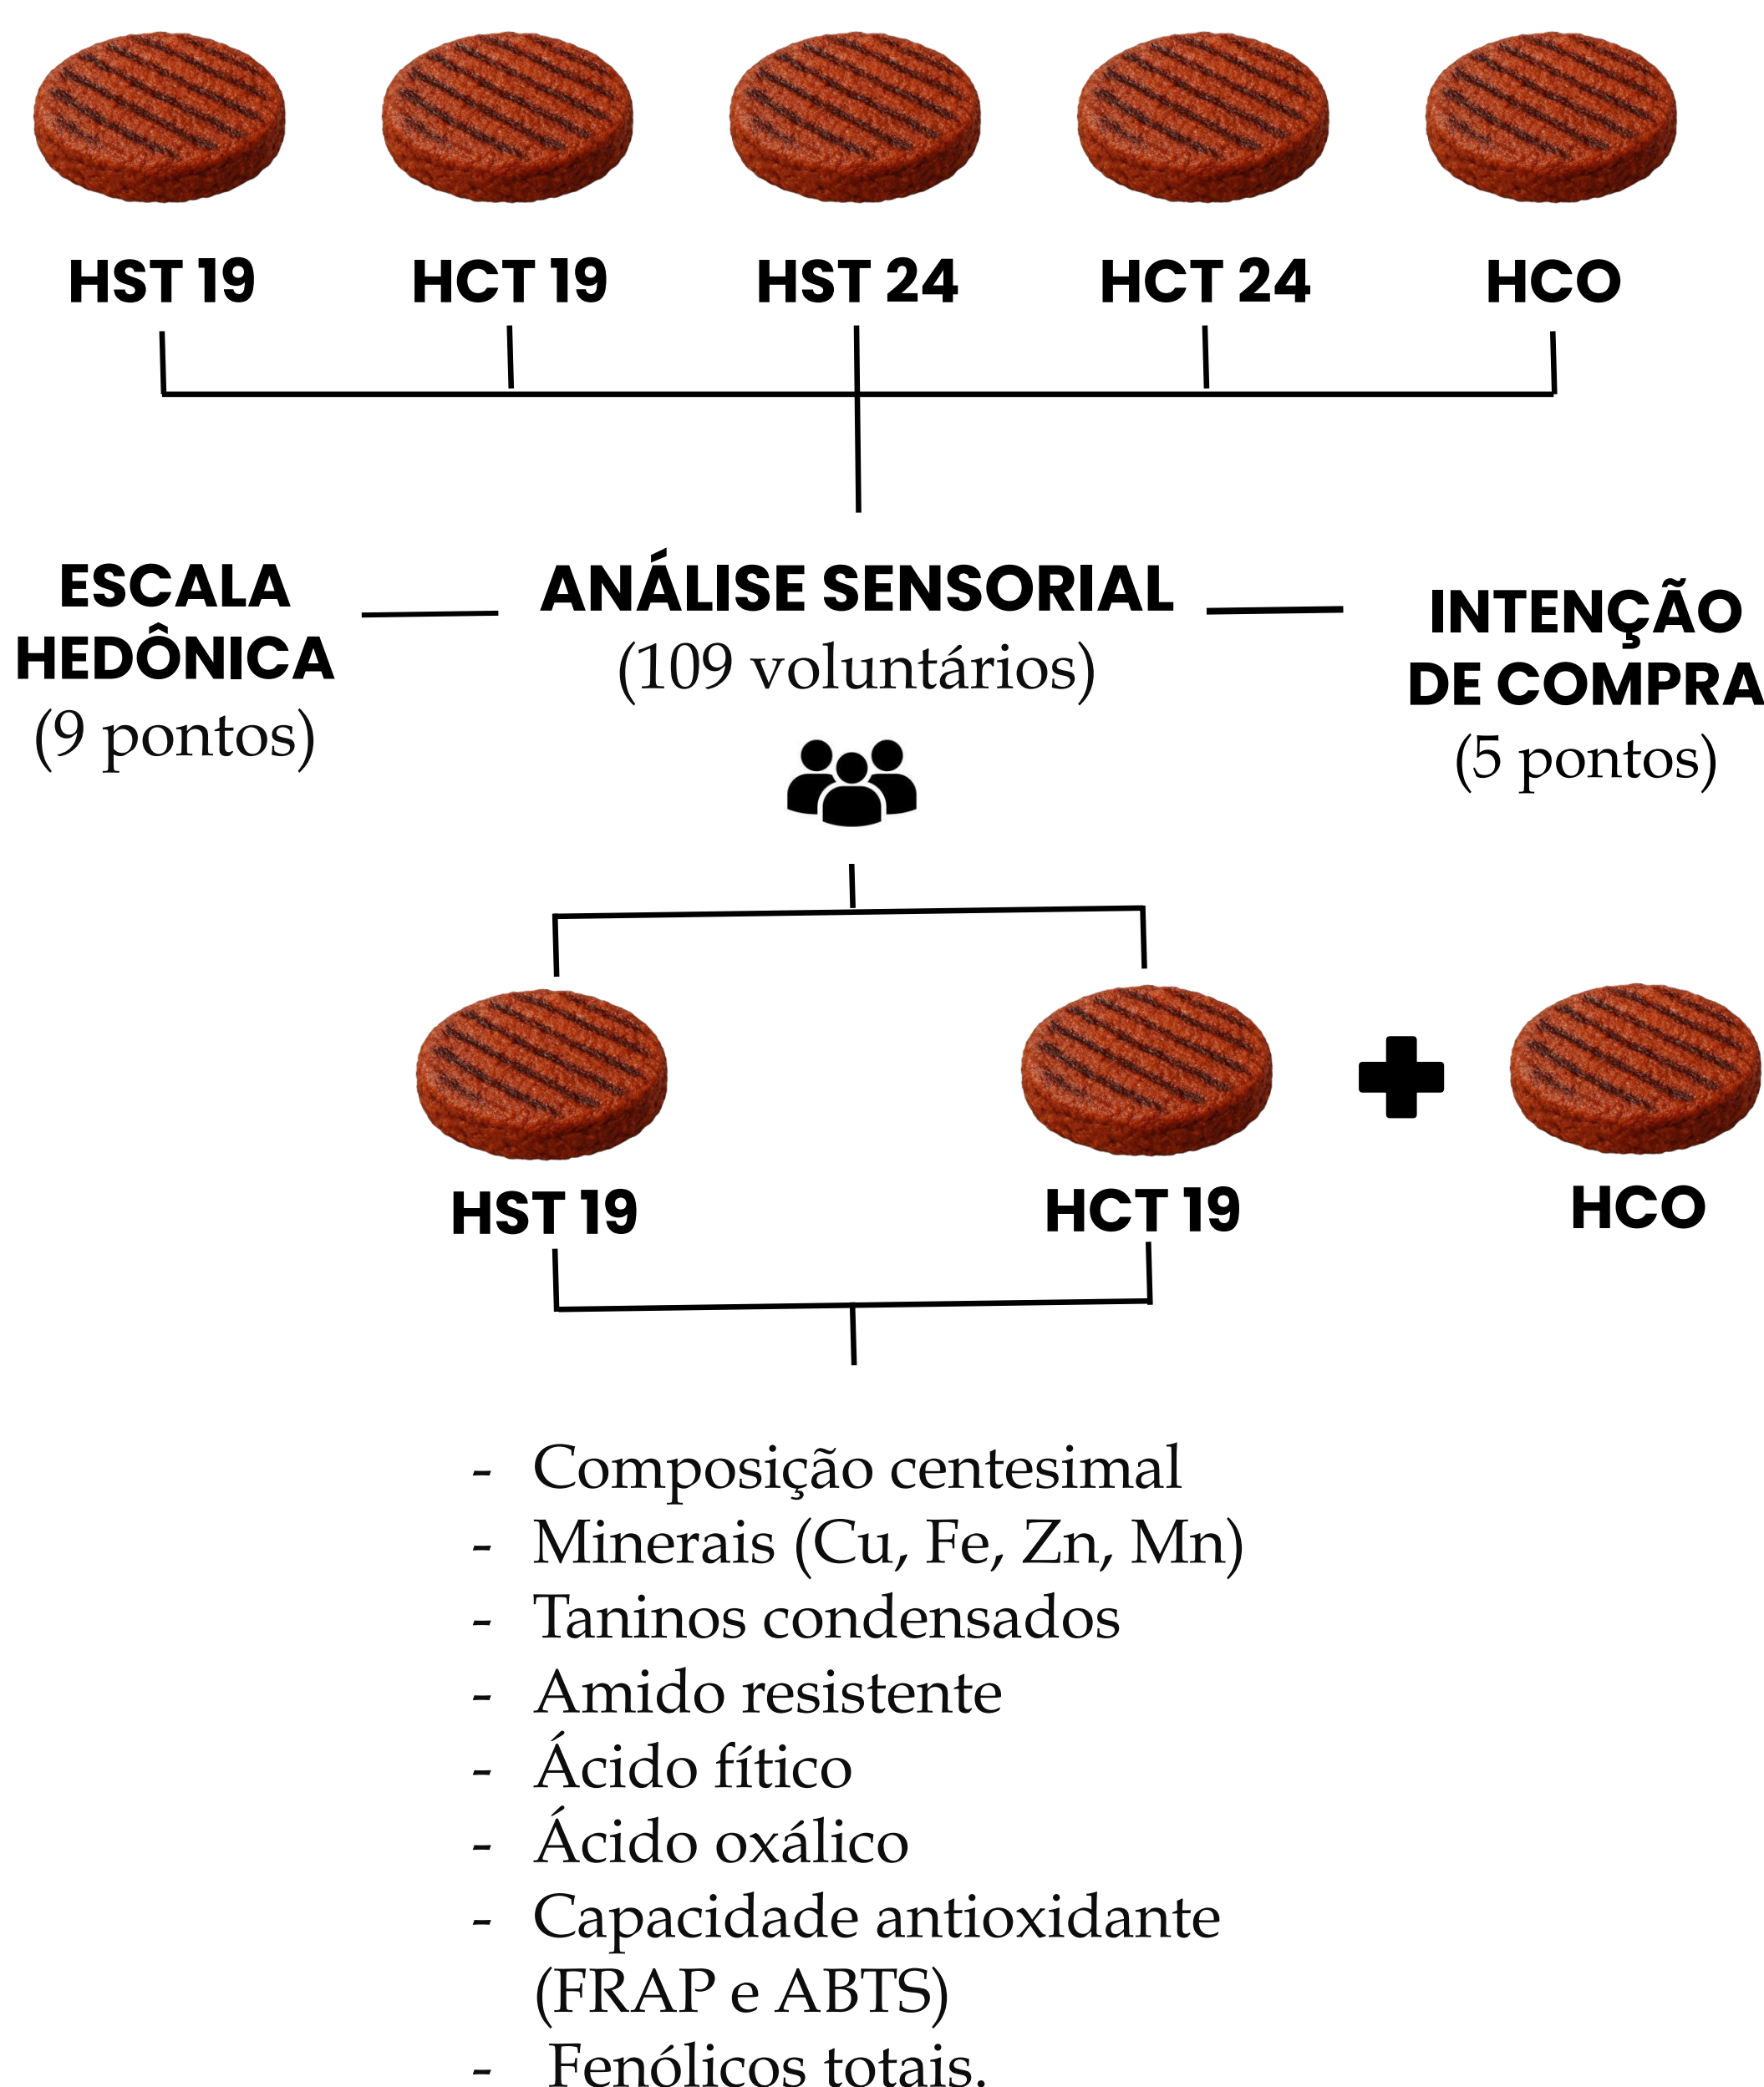 HST 19
HCT 19
HST 24
HCT 24
HCO
ESCALA
HEDÔNICA
(9 pontos)
ANÁLISE SENSORIAL
(109 voluntários)
INTENÇÃO
DE COMPRA
(5 pontos)
HST 19
HCT 19
HCO
- Composição centesimal
- Minerais (Cu, Fe, Zn, Mn)
- Taninos condensados
- Amido resistente
- Ácido fítico
- Ácido oxálico
- Capacidade antioxidante
(FRAP e ABTS)
- Fenólicos totais.